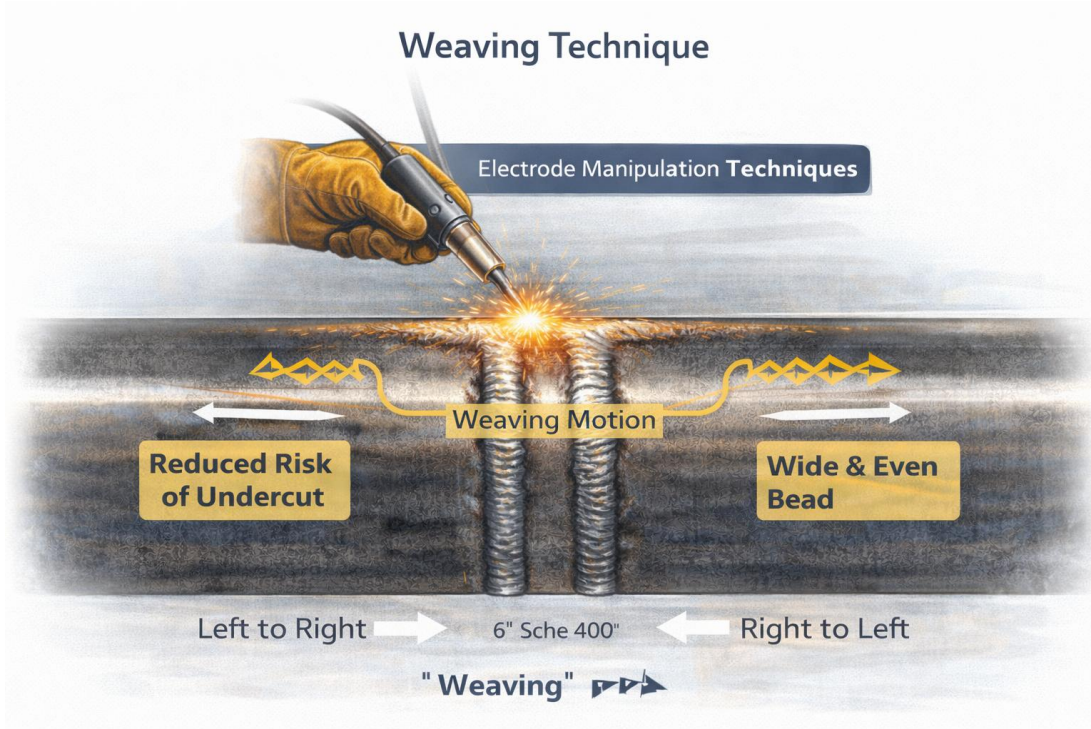 Weaving Technique
Electrode Manipulation Techniques
Weaving Motion
Reduced Risk
of Undercut
Wide & Even
Bead
Left to Right
6" Sche 400"
Right to Left
" Weaving"